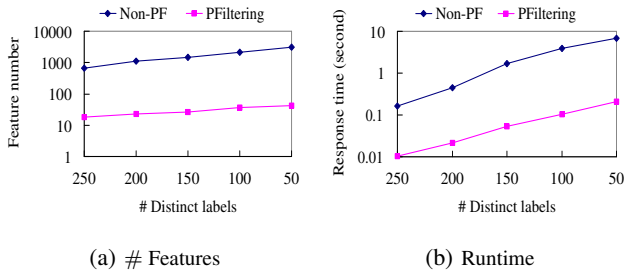 Non-PF PFiltering
Feature number
10000
1000
100
10
1
250 200 150 100 50
# Distinct labels
(a) # Features
Non-PF PFiltering
Response time (second)
10
1
0.1
0.01
250 200 150 100 50
# Distinct labels
(b) Runtime